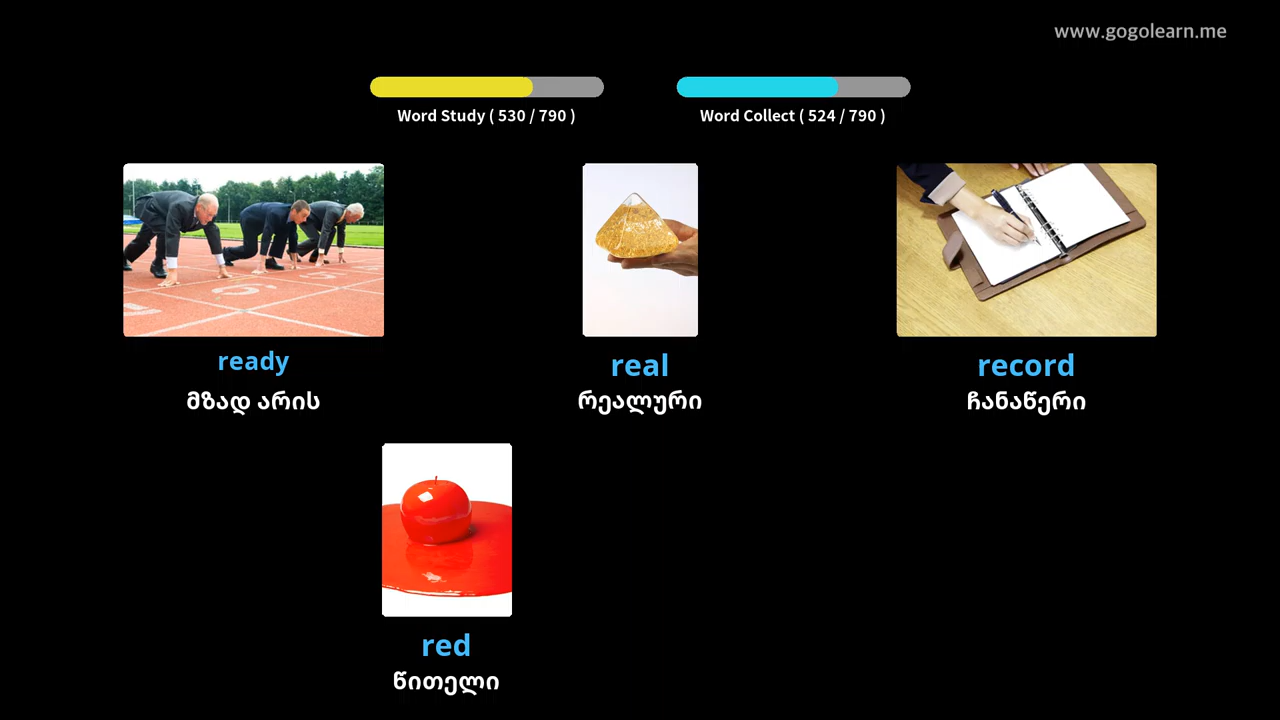 www.gogolearn.me
Word Study ( 530 / 790 )
Word Collect ( 524 / 790 )
ready
მზად არის
real
რეალური
record
ჩანაწერი
red
წითელი